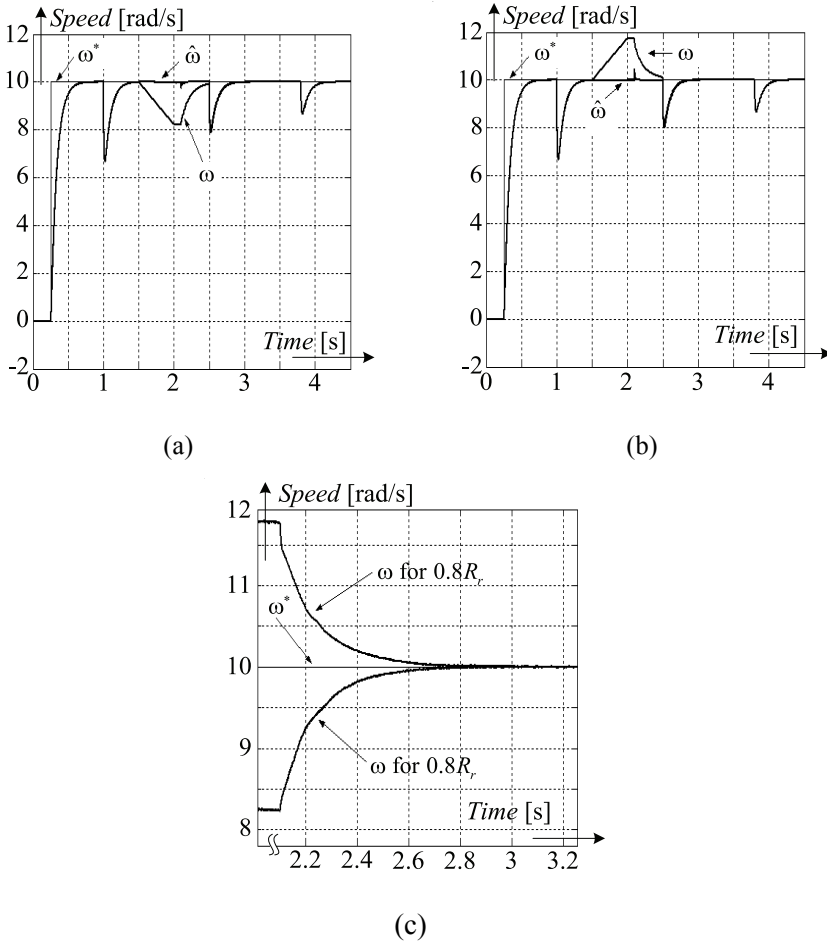 Speed [rad/s]
12
ω*
ω̂
10
8
ω
6
4
2
0
Time [s]
-2
0 1 2 3 4
(a)
Speed [rad/s]
12
ω* ω
10
ω̂
8
6
4
2
0
Time [s]
-2
0 1 2 3 4
(b)
Speed [rad/s]
12
ω for 0.8Rr
11
ω*
10
9
ω for 0.8Rr
Time [s]
8
2.2 2.4 2.6 2.8 3 3.2
(c)